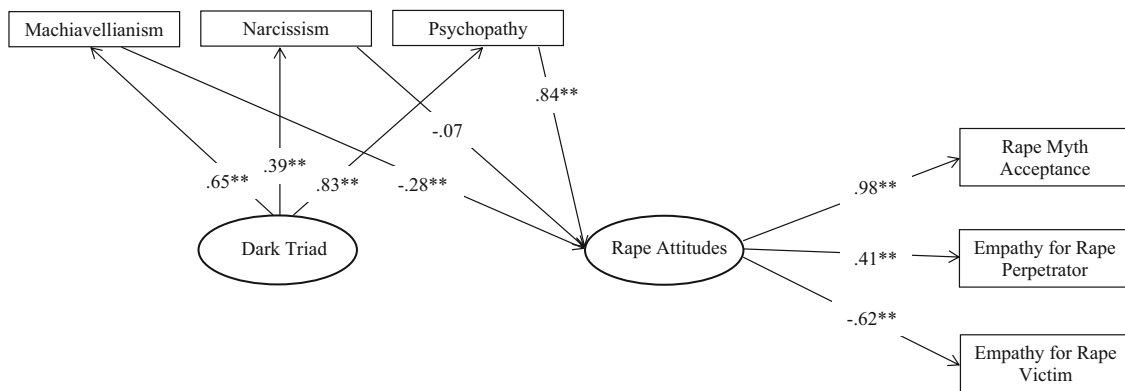 Machiavellianism
Narcissism
Psychopathy
.84**
-.07
.65**
.39**
.83**
-.28**
Dark Triad
Rape Attitudes
.98**
.41**
-.62**
Rape Myth
Acceptance
Empathy for Rape
Perpetrator
Empathy for Rape
Victim